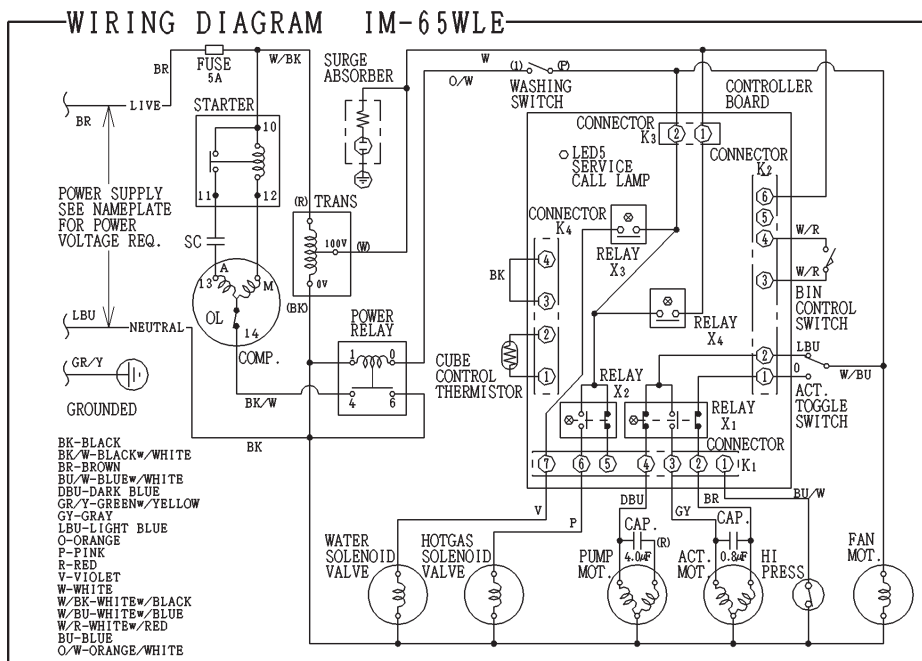 WIRING DIAGRAM IM-65WLE
FUSE
5A
BR
W/BK
SURGE
ABSORBER
W
O/W
(1)
(P)
WASHING
SWITCH
CONTROLLER
BOARD
LIVE
BR
STARTER
10
11
12
CONNECTOR
K3
2
1
LED5
SERVICE
CALL LAMP
CONNECTOR
K2
6
5
4
3
2
1
POWER SUPPLY
SEE NAMEPLATE
FOR POWER
VOLTAGE REQ.
(R)
TRANS
100V
(W)
0V
(BK)
SC
A
13
M
OL
14
COMP.
CONNECTOR
K4
4
3
2
1
BK
RELAY
X3
RELAY
X4
W/R
W/R
BIN
CONTROL
SWITCH
LBU
NEUTRAL
POWER
RELAY
1
0
4
6
CUBE
CONTROL
THERMISTOR
RELAY
X2
RELAY
X1
LBU
O
W/BU
ACT.
TOGGLE
SWITCH
GR/Y
GROUNDED
BK/W
BK
CONNECTOR
K1
7
6
5
4
3
2
1
BK-BLACK
BK/W-BLACKw/WHITE
BR-BROWN
BU/W-BLUEw/WHITE
DBU-DARK BLUE
GR/Y-GREENw/YELLOW
GY-GRAY
LBU-LIGHT BLUE
O-ORANGE
P-PINK
R-RED
V-VIOLET
W-WHITE
W/BK-WHITEw/BLACK
W/BU-WHITEw/BLUE
W/R-WHITEw/RED
BU-BLUE
O/W-ORANGE/WHITE
V
P
DBU
GY
BR
BU/W
WATER
SOLENOID
VALVE
HOTGAS
SOLENOID
VALVE
CAP.
4.0μF
(R)
PUMP
MOT.
CAP.
0.8μF
ACT.
MOT.
HI
PRESS
FAN
MOT.